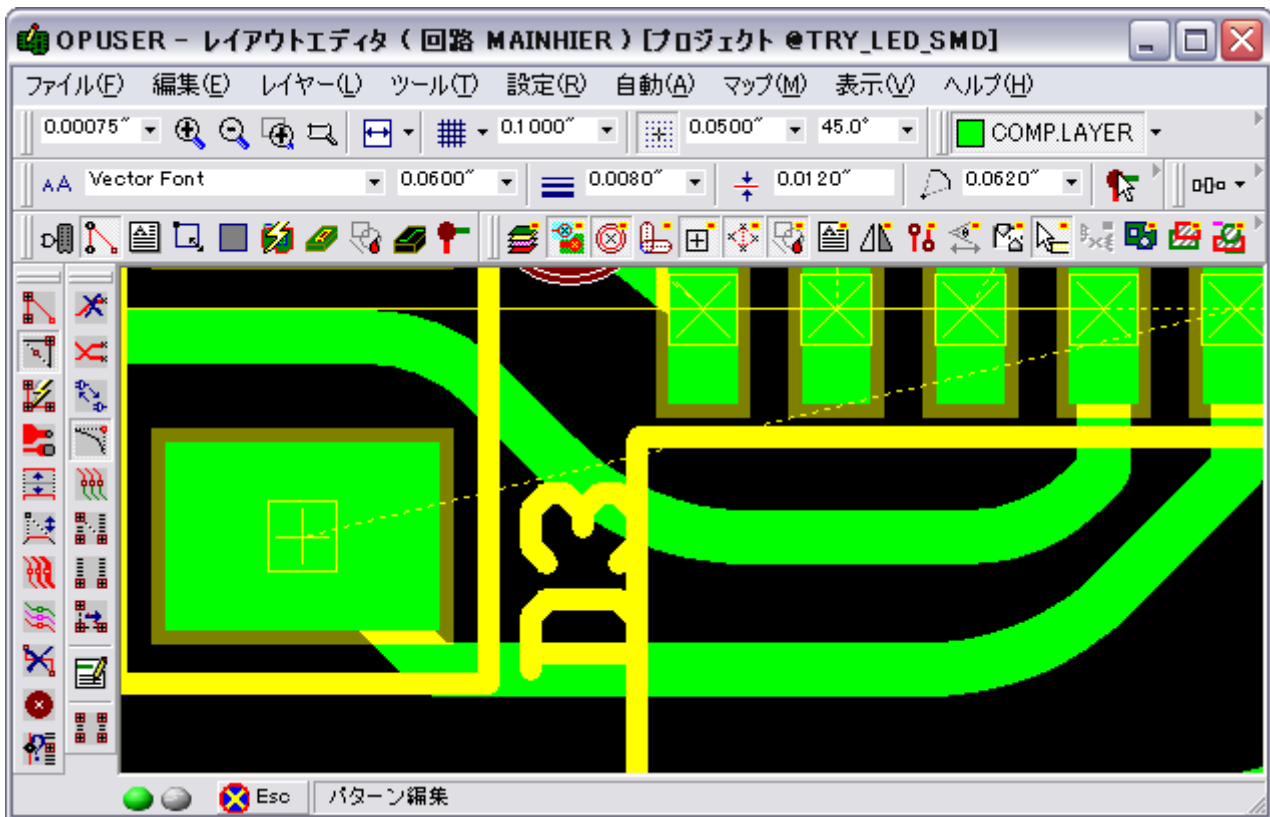 OPUSER - レイアウトエディタ ( 回路 MAINHIER ) [プロジェクト @TRY_LED_SMD]
ファイル(F) 編集(E) レイヤー(L) ツール(T) 設定(R) 自動(A) マップ(M) 表示(V) ヘルプ(H)
0.00075" 0.1000" 0.0500" 45.0° COMP.LAYER
AA Vector Font 0.0600" 0.0080" 0.0120" 0.0620"
D3
Esc パターン編集